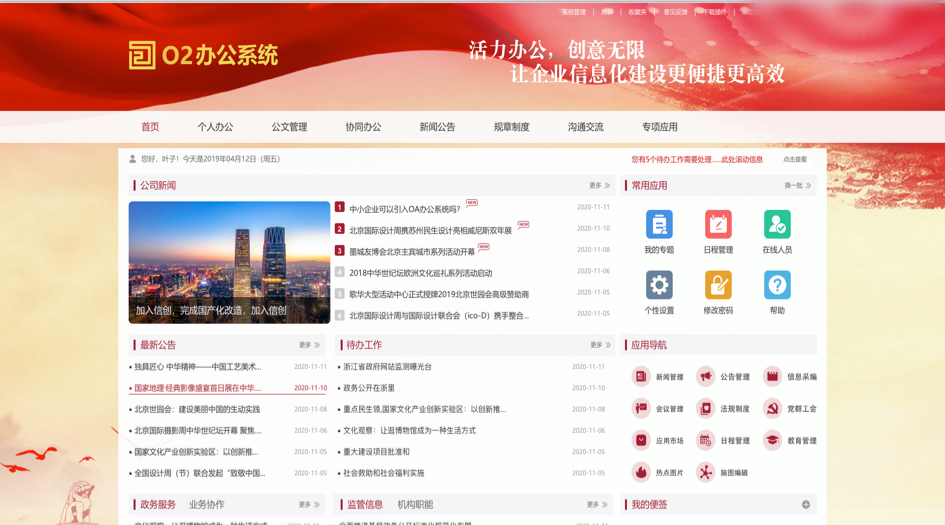 系统管理 | 注册 | 收藏夹 | 意见反馈 | 下载插件 |
O2办公系统
活力办公，创意无限
让企业信息化建设更便捷更高效
首页 个人办公 公文管理 协同办公 新闻公告 规章制度 沟通交流 专项应用
您好，叶子！今天是2019年04月12日（周五）
您有5个待办工作需要处理......此处滚动信息 点击查看
公司新闻 更多
加入信创，完成国产化改造，加入信创
1 中小企业可以引入OA办公系统吗？ NEW 2020-11-11
2 北京国际设计周携苏州民生设计亮相威尼斯双年展 NEW 2020-11-10
3 墨城友博会北京主宾城市系列活动开幕 NEW 2020-11-08
4 2018中华世纪坛欧洲文化巡礼系列活动启动 2020-11-06
5 歌华大型活动中心正式授牌2019北京世园会高级赞助商 2020-11-05
6 北京国际设计周与国际设计联合会（ico-D）携手整合... 2020-11-05
常用应用 换一批
我的专题 日程管理 在线人员
个性设置 修改密码 帮助
最新公告 更多
独具匠心 中华精神——中国工艺美术... 2020-11-11
国家地理·经典影像盛宴首日展在中华.... 2020-11-10
北京世园会：建设美丽中国的生动实践 2020-11-08
北京国际摄影周中华世纪坛开幕 聚焦.... 2020-11-06
国家文化产业创新实验区：以创新推... 2020-11-05
全国设计周（节）联合发起“致敬中国... 2020-11-05
待办工作 更多
浙江省政府网站监测曝光台 2020-11-11
政务公开在浙里 2020-11-10
重点民生领,国家文化产业创新实验区：以创新推... 2020-11-08
文化观察：让逛博物馆成为一种生活方式 2020-11-06
重大建设项目批准和 2020-11-05
社会救助和社会福利实施 2020-11-05
应用导航
新闻管理 公告管理 信息采编
会议管理 法规制度 党群工会
应用市场 日程管理 教育管理
热点图片 脑图编辑
政务服务 业务协作 更多
监管信息 机构职能 更多
我的便签